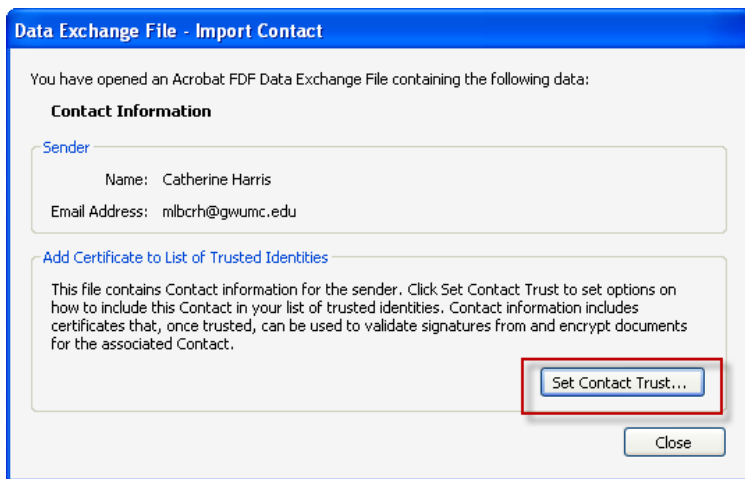 Data Exchange File - Import Contact
You have opened an Acrobat FDF Data Exchange File containing the following data:
Contact Information
Sender
Name: Catherine Harris
Email Address: mlbcrh@gwumc.edu
Add Certificate to List of Trusted Identities
This file contains Contact information for the sender. Click Set Contact Trust to set options on
how to include this Contact in your list of trusted identities. Contact information includes
certificates that, once trusted, can be used to validate signatures from and encrypt documents
for the associated Contact.
Set Contact Trust...
Close